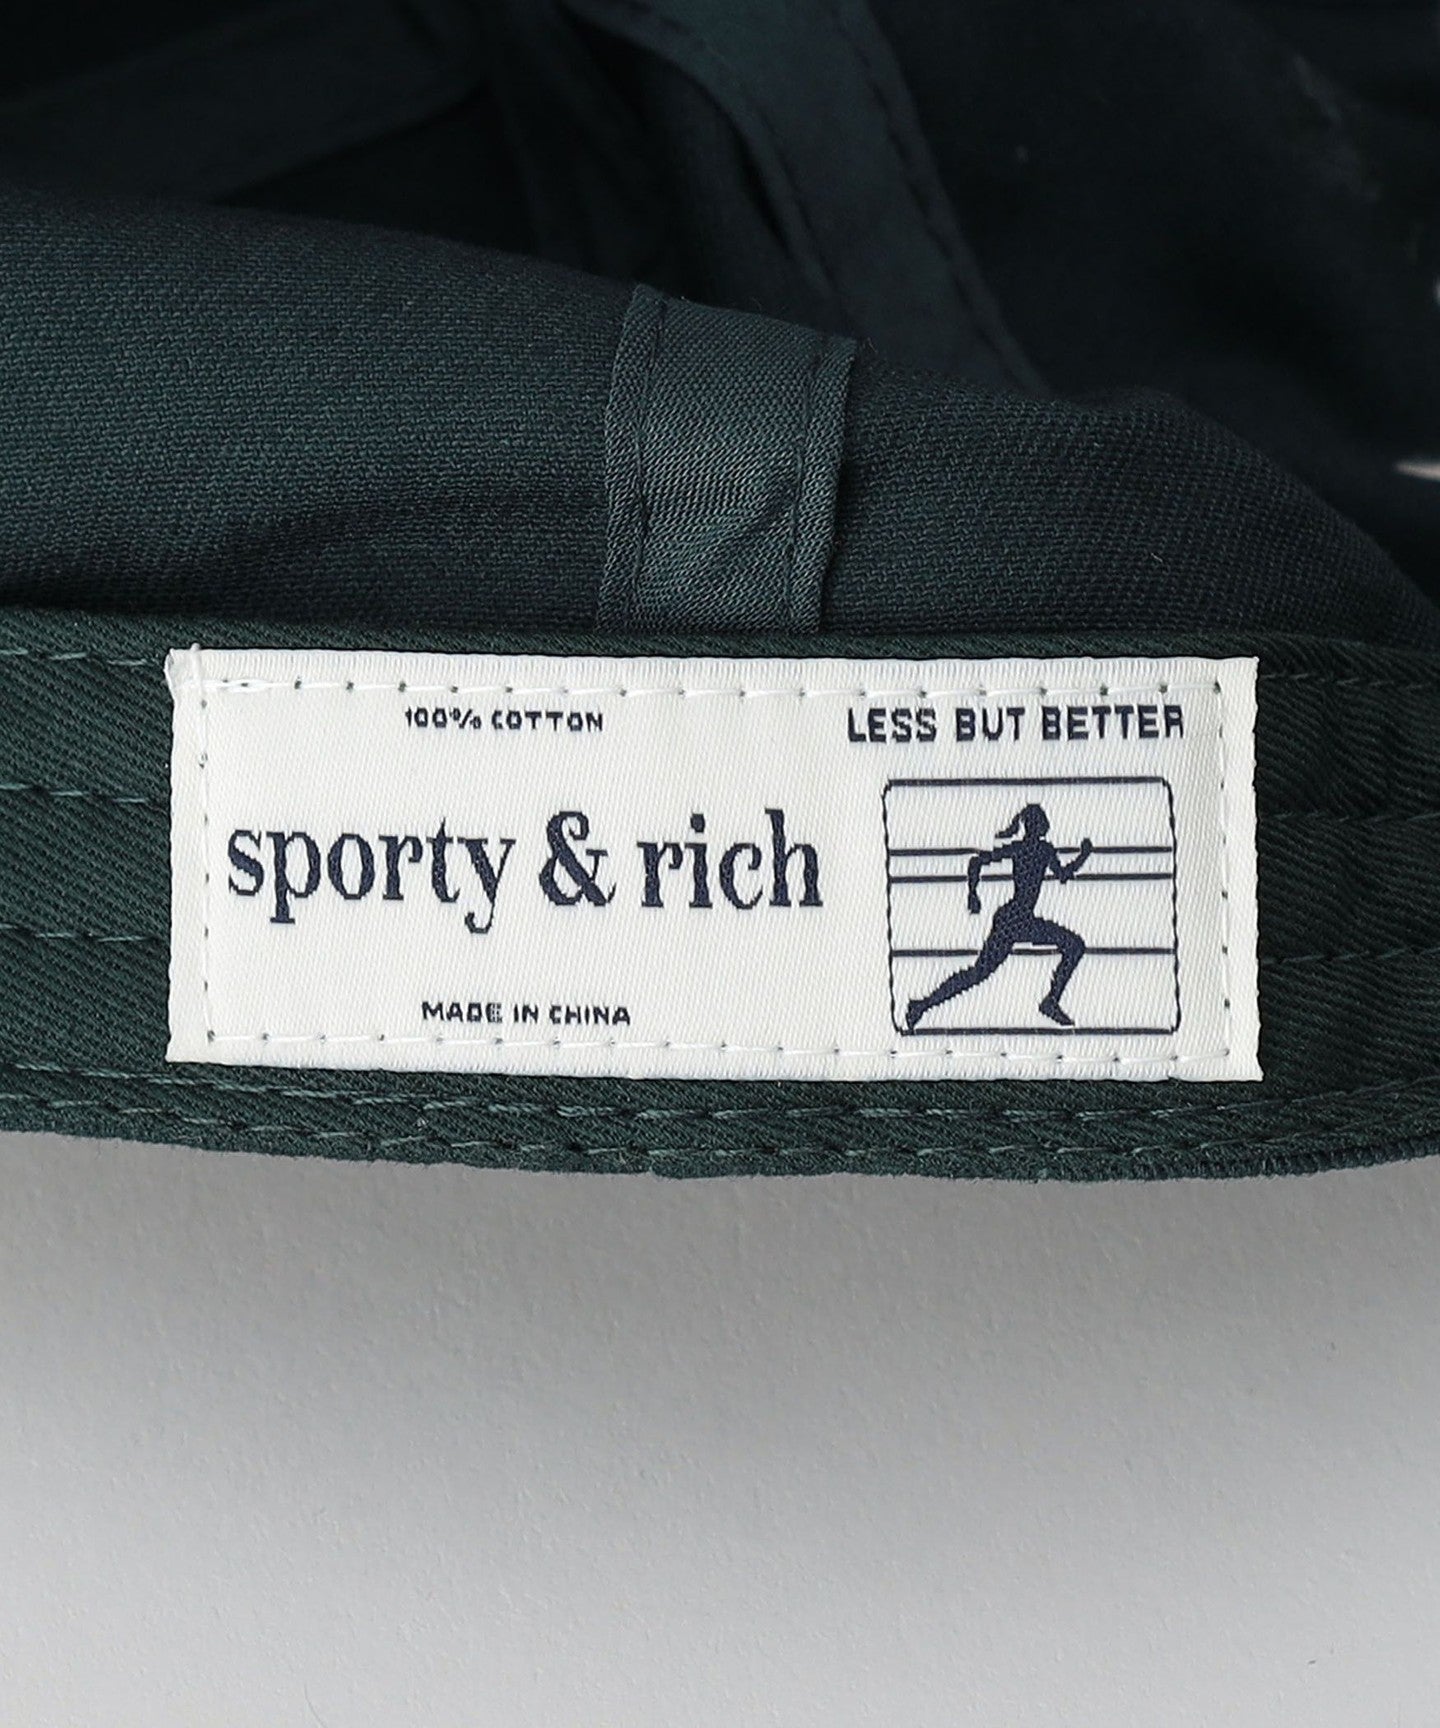 100% COTTON
sporty & rich
MADE IN CHINA
LESS BUT BETTER